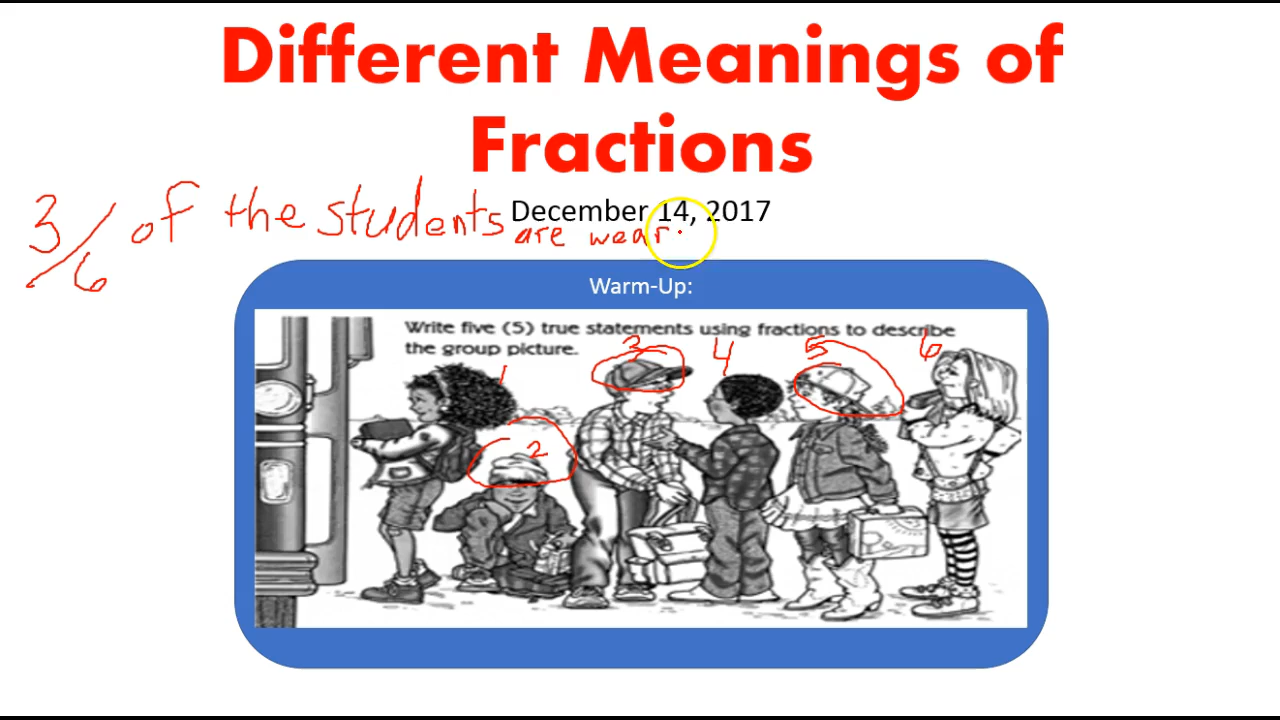 Different Meanings of
Fractions
December 14, 2017
3/6 of the students are wear
Warm-Up:
Write five (5) true statements using fractions to describe
the group picture.
1 2 3 4 5 6